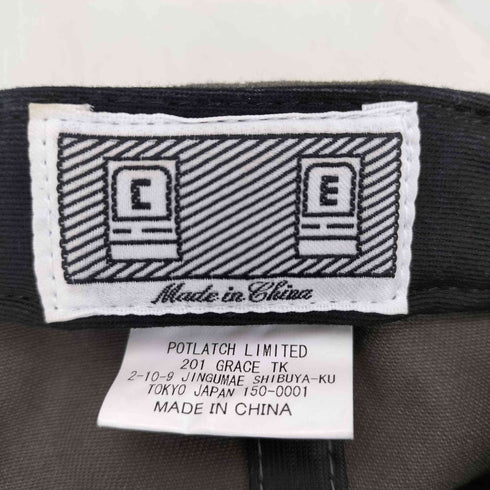 C E
Made in China
POTLATCH LIMITED
201 GRACE TK
2-10-9 JINGUMAE SHIBUYA-KU
TOKYO JAPAN 150-0001
MADE IN CHINA